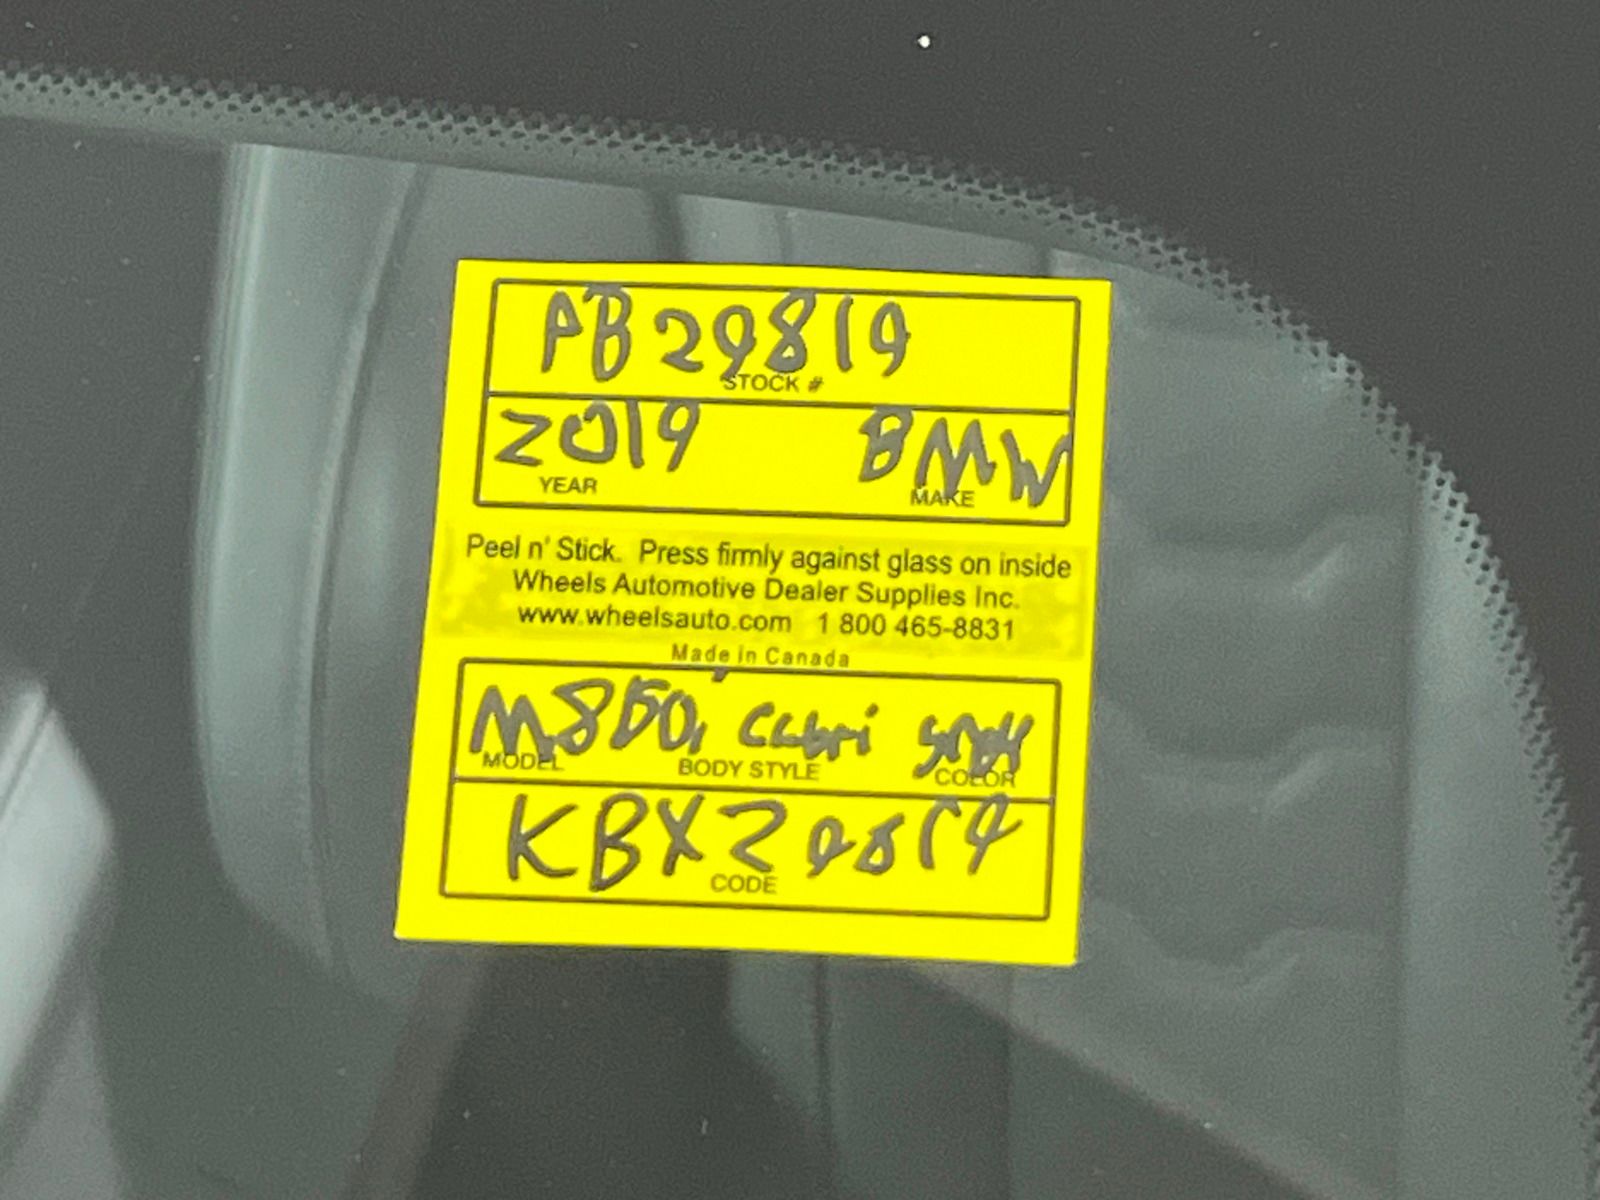 PB29819
STOCK #
2019 BMW
YEAR MAKE
Peel n' Stick. Press firmly against glass on inside
Wheels Automotive Dealer Supplies Inc.
www.wheelsauto.com 1 800 465-8831
Made in Canada
M850i Cabri
MODEL BODY STYLE COLOR
KBXZ9819
CODE